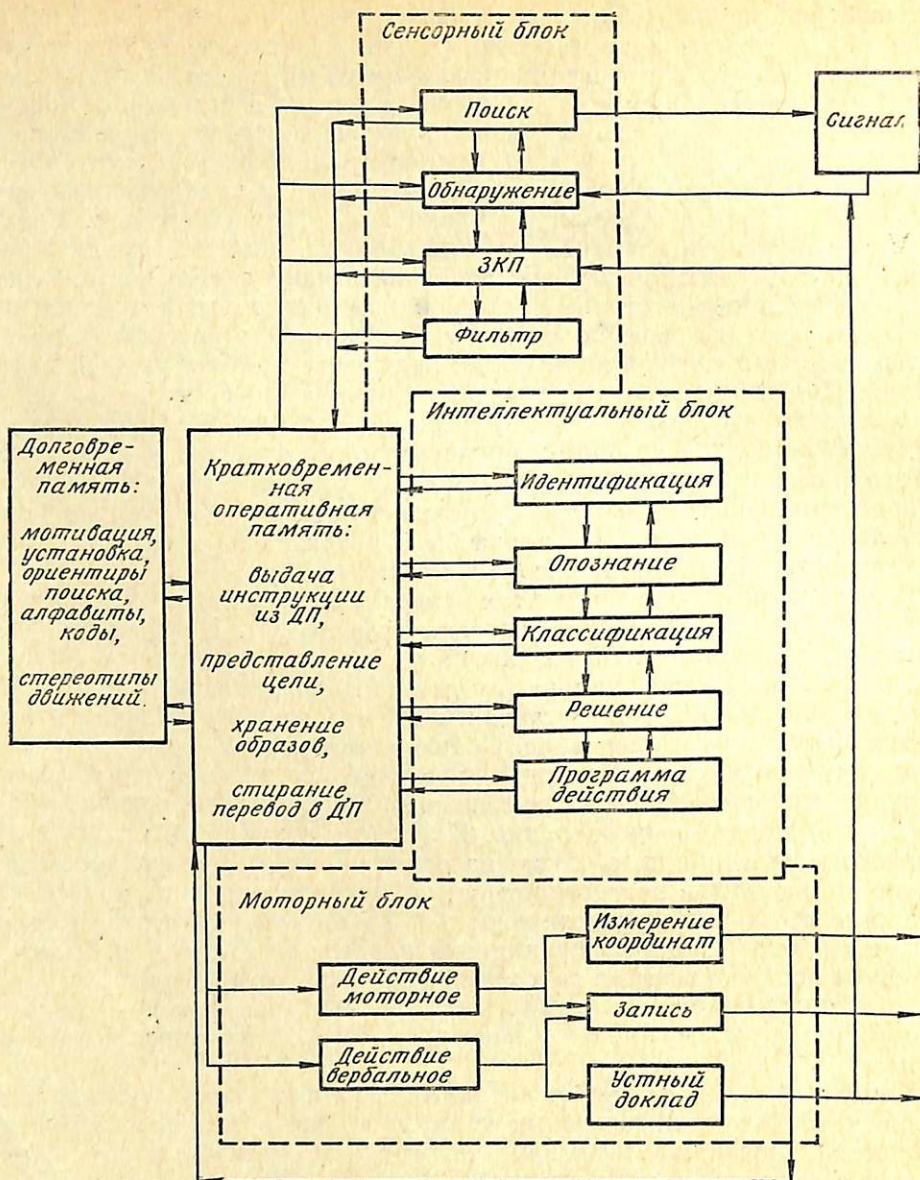 Сенсорный блок
Поиск
Сигнал
Обнаружение
ЗКП
Фильтр
Интеллектуальный блок
Долговре-
менная
память:
мотивация,
установка,
ориентиры
поиска,
алфавиты,
коды,
стереотипы
движений.
Кратковремен-
ная
оперативная
память:
выдача
инструкции
из ДП,
представление
цели,
хранение
образов,
стирание,
перевод в ДП
Идентификация
Опознание
Классификация
Решение
Программа
действия
Моторный блок
Действие
моторное
Действие
вербальное
Измерение
координат
Запись
Устный
доклад